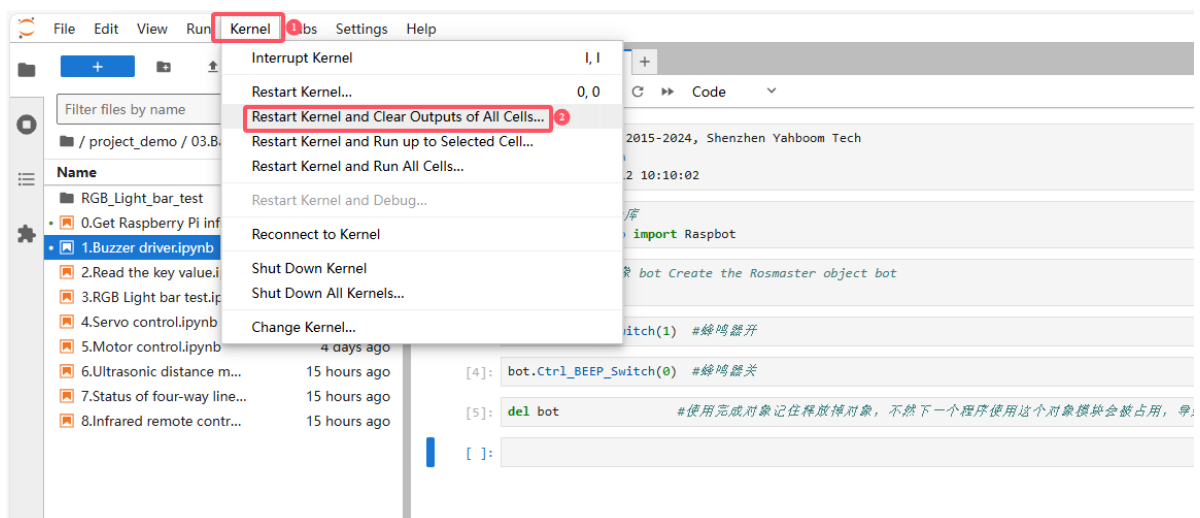 File Edit View Run Kernel 1 bs Settings Help
Interrupt Kernel I, I
Restart Kernel... 0, 0
Restart Kernel and Clear Outputs of All Cells... 2
Restart Kernel and Run up to Selected Cell...
Restart Kernel and Run All Cells...
Restart Kernel and Debug...
Reconnect to Kernel
Shut Down Kernel
Shut Down All Kernels...
Change Kernel...
+
Filter files by name
/ project_demo / 03.Ba
Name
RGB_Light_bar_test
0.Get Raspberry Pi inf
1.Buzzer driver.ipynb
2.Read the key value.i
3.RGB Light bar test.ip
4.Servo control.ipynb
5.Motor control.ipynb 4 days ago
6.Ultrasonic distance m... 15 hours ago
7.Status of four-way line... 15 hours ago
8.Infrared remote contr... 15 hours ago
+
Code
2015-2024, Shenzhen Yahboom Tech
2 10:10:02
库
import Raspbot
bot Create the Rosmaster object bot
itch(1) #蜂鸣器开
[4]: bot.Ctrl_BEEP_Switch(0) #蜂鸣器关
[5]: del bot #使用完成对象记住释放掉对象，不然下一个程序使用这个对象模块会被占用，导
[ ]: